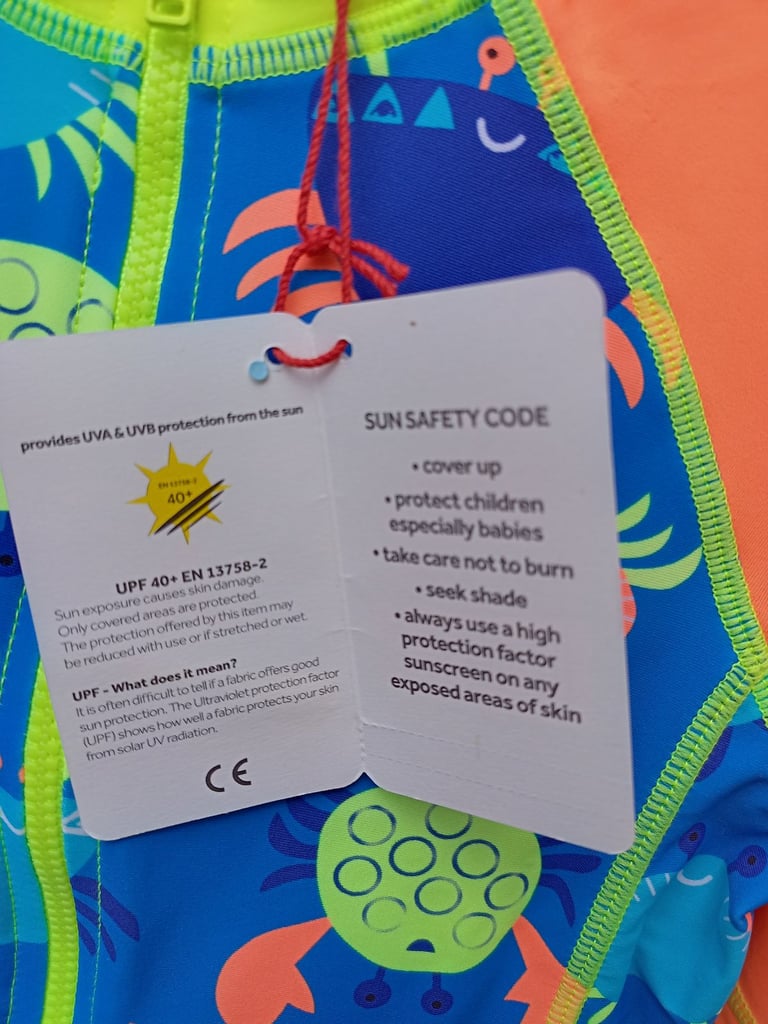 provides UVA & UVB protection from the sun
EN 13758-2
40+
UPF 40+ EN 13758-2
Sun exposure causes skin damage.
Only covered areas are protected.
The protection offered by this item may
be reduced with use or if stretched or wet.
UPF - What does it mean?
It is often difficult to tell if a fabric offers good
sun protection. The Ultraviolet protection factor
(UPF) shows how well a fabric protects your skin
from solar UV radiation.
CE
SUN SAFETY CODE
• cover up
• protect children
especially babies
• take care not to burn
• seek shade
• always use a high
protection factor
sunscreen on any
exposed areas of skin